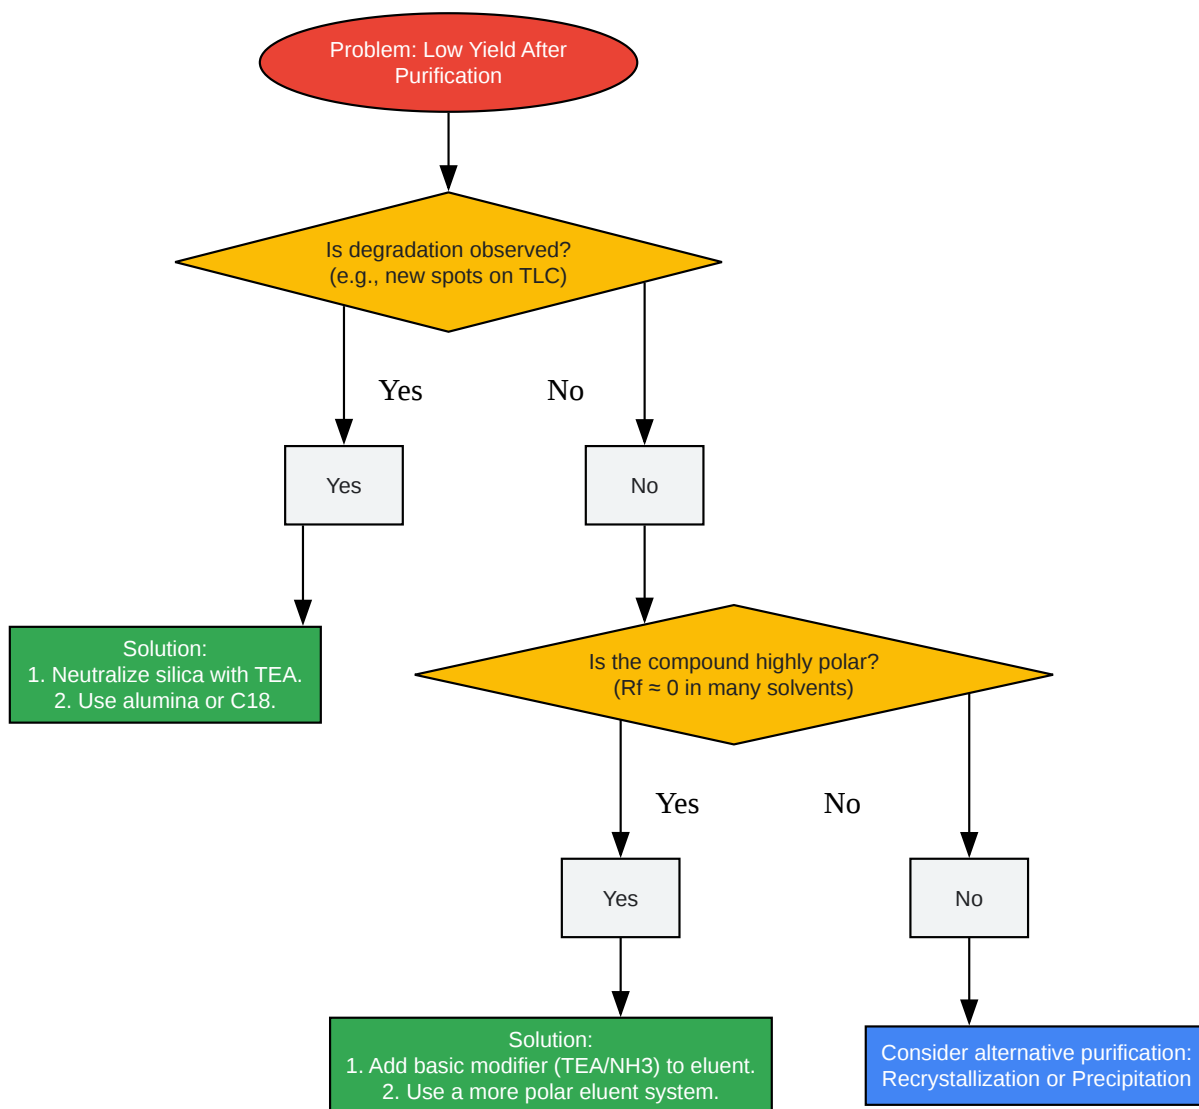 Problem: Low Yield After
Purification
Is degradation observed?
(e.g., new spots on TLC)
Yes
No
Yes
No
Solution:
1. Neutralize silica with TEA.
2. Use alumina or C18.
Is the compound highly polar?
(Rf ≈ 0 in many solvents)
Yes
No
Yes
No
Solution:
1. Add basic modifier (TEA/NH3) to eluent.
2. Use a more polar eluent system.
Consider alternative purification:
Recrystallization or Precipitation